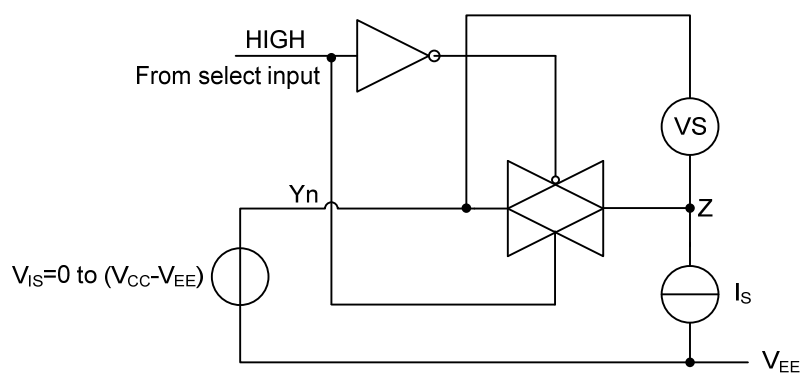 HIGH
From select input
VS
Yn
Z
V_IS=0 to (V_CC-V_EE)
I_S
V_EE